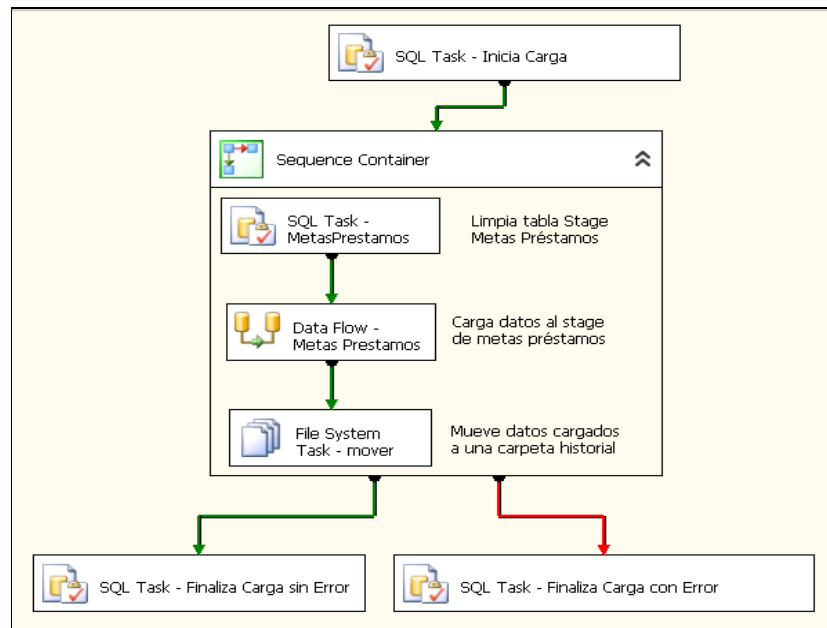 SQL Task - Inicia Carga
Sequence Container
SQL Task -
MetasPrestamos
Limpia tabla Stage
Metas Préstamos
Data Flow -
Metas Prestamos
Carga datos al stage
de metas préstamos
File System
Task - mover
Mueve datos cargados
a una carpeta historial
SQL Task - Finaliza Carga sin Error
SQL Task - Finaliza Carga con Error